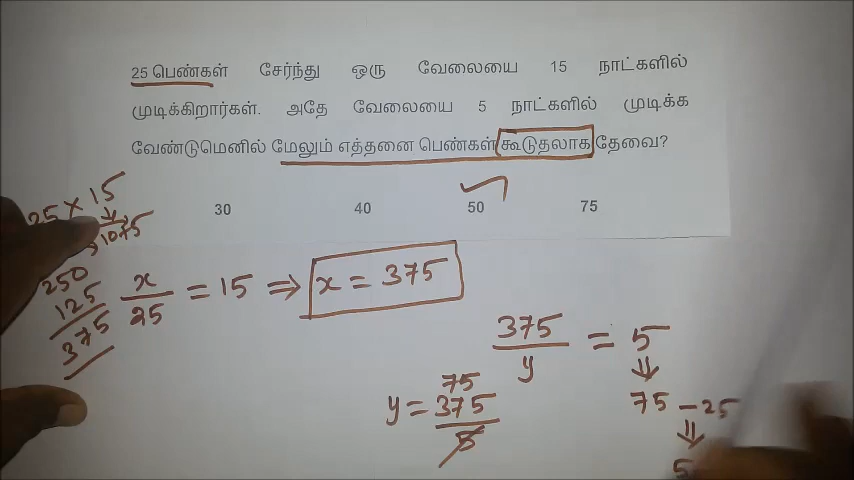 25 பெண்கள் சேர்ந்து ஒரு வேலையை 15 நாட்களில்
முடிக்கிறார்கள். அதே வேலையை 5 நாட்களில் முடிக்க
வேண்டுமெனில் மேலும் எத்தனை பெண்கள் கூடுதலாக தேவை?
30 40 50 75
25 × 15
250
125
375
x/25 = 15 ⇒ x = 375
375/y = 5
75 - 25
75
y = 375/5